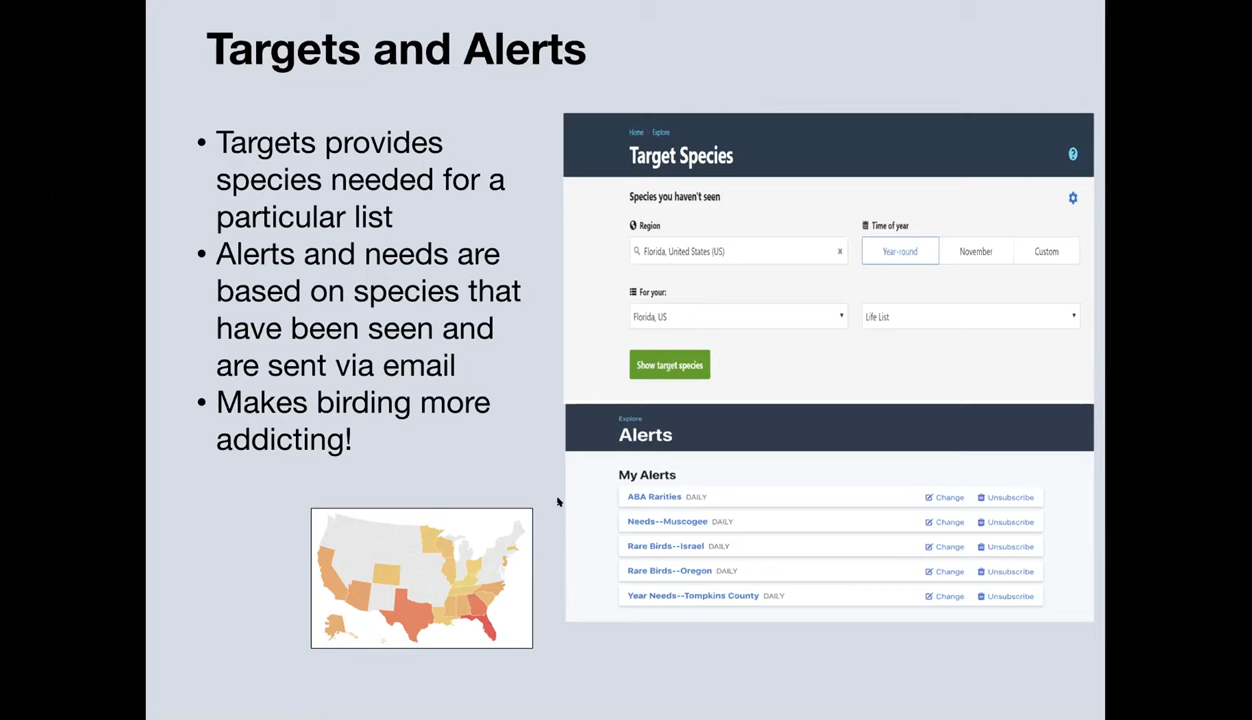 Targets and Alerts
• Targets provides
species needed for a
particular list
• Alerts and needs are
based on species that
have been seen and
are sent via email
• Makes birding more
addicting!
Home Explore
Target Species
?
Species you haven't seen
Region
Time of year
Florida, United States (US) x
Year-round November Custom
For your:
Florida, US
Life List
Show target species
Explore
Alerts
My Alerts
ABA Rarities DAILY Change Unsubscribe
Needs--Muscogee DAILY Change Unsubscribe
Rare Birds--Israel DAILY Change Unsubscribe
Rare Birds--Oregon DAILY Change Unsubscribe
Year Needs--Tompkins County DAILY Change Unsubscribe